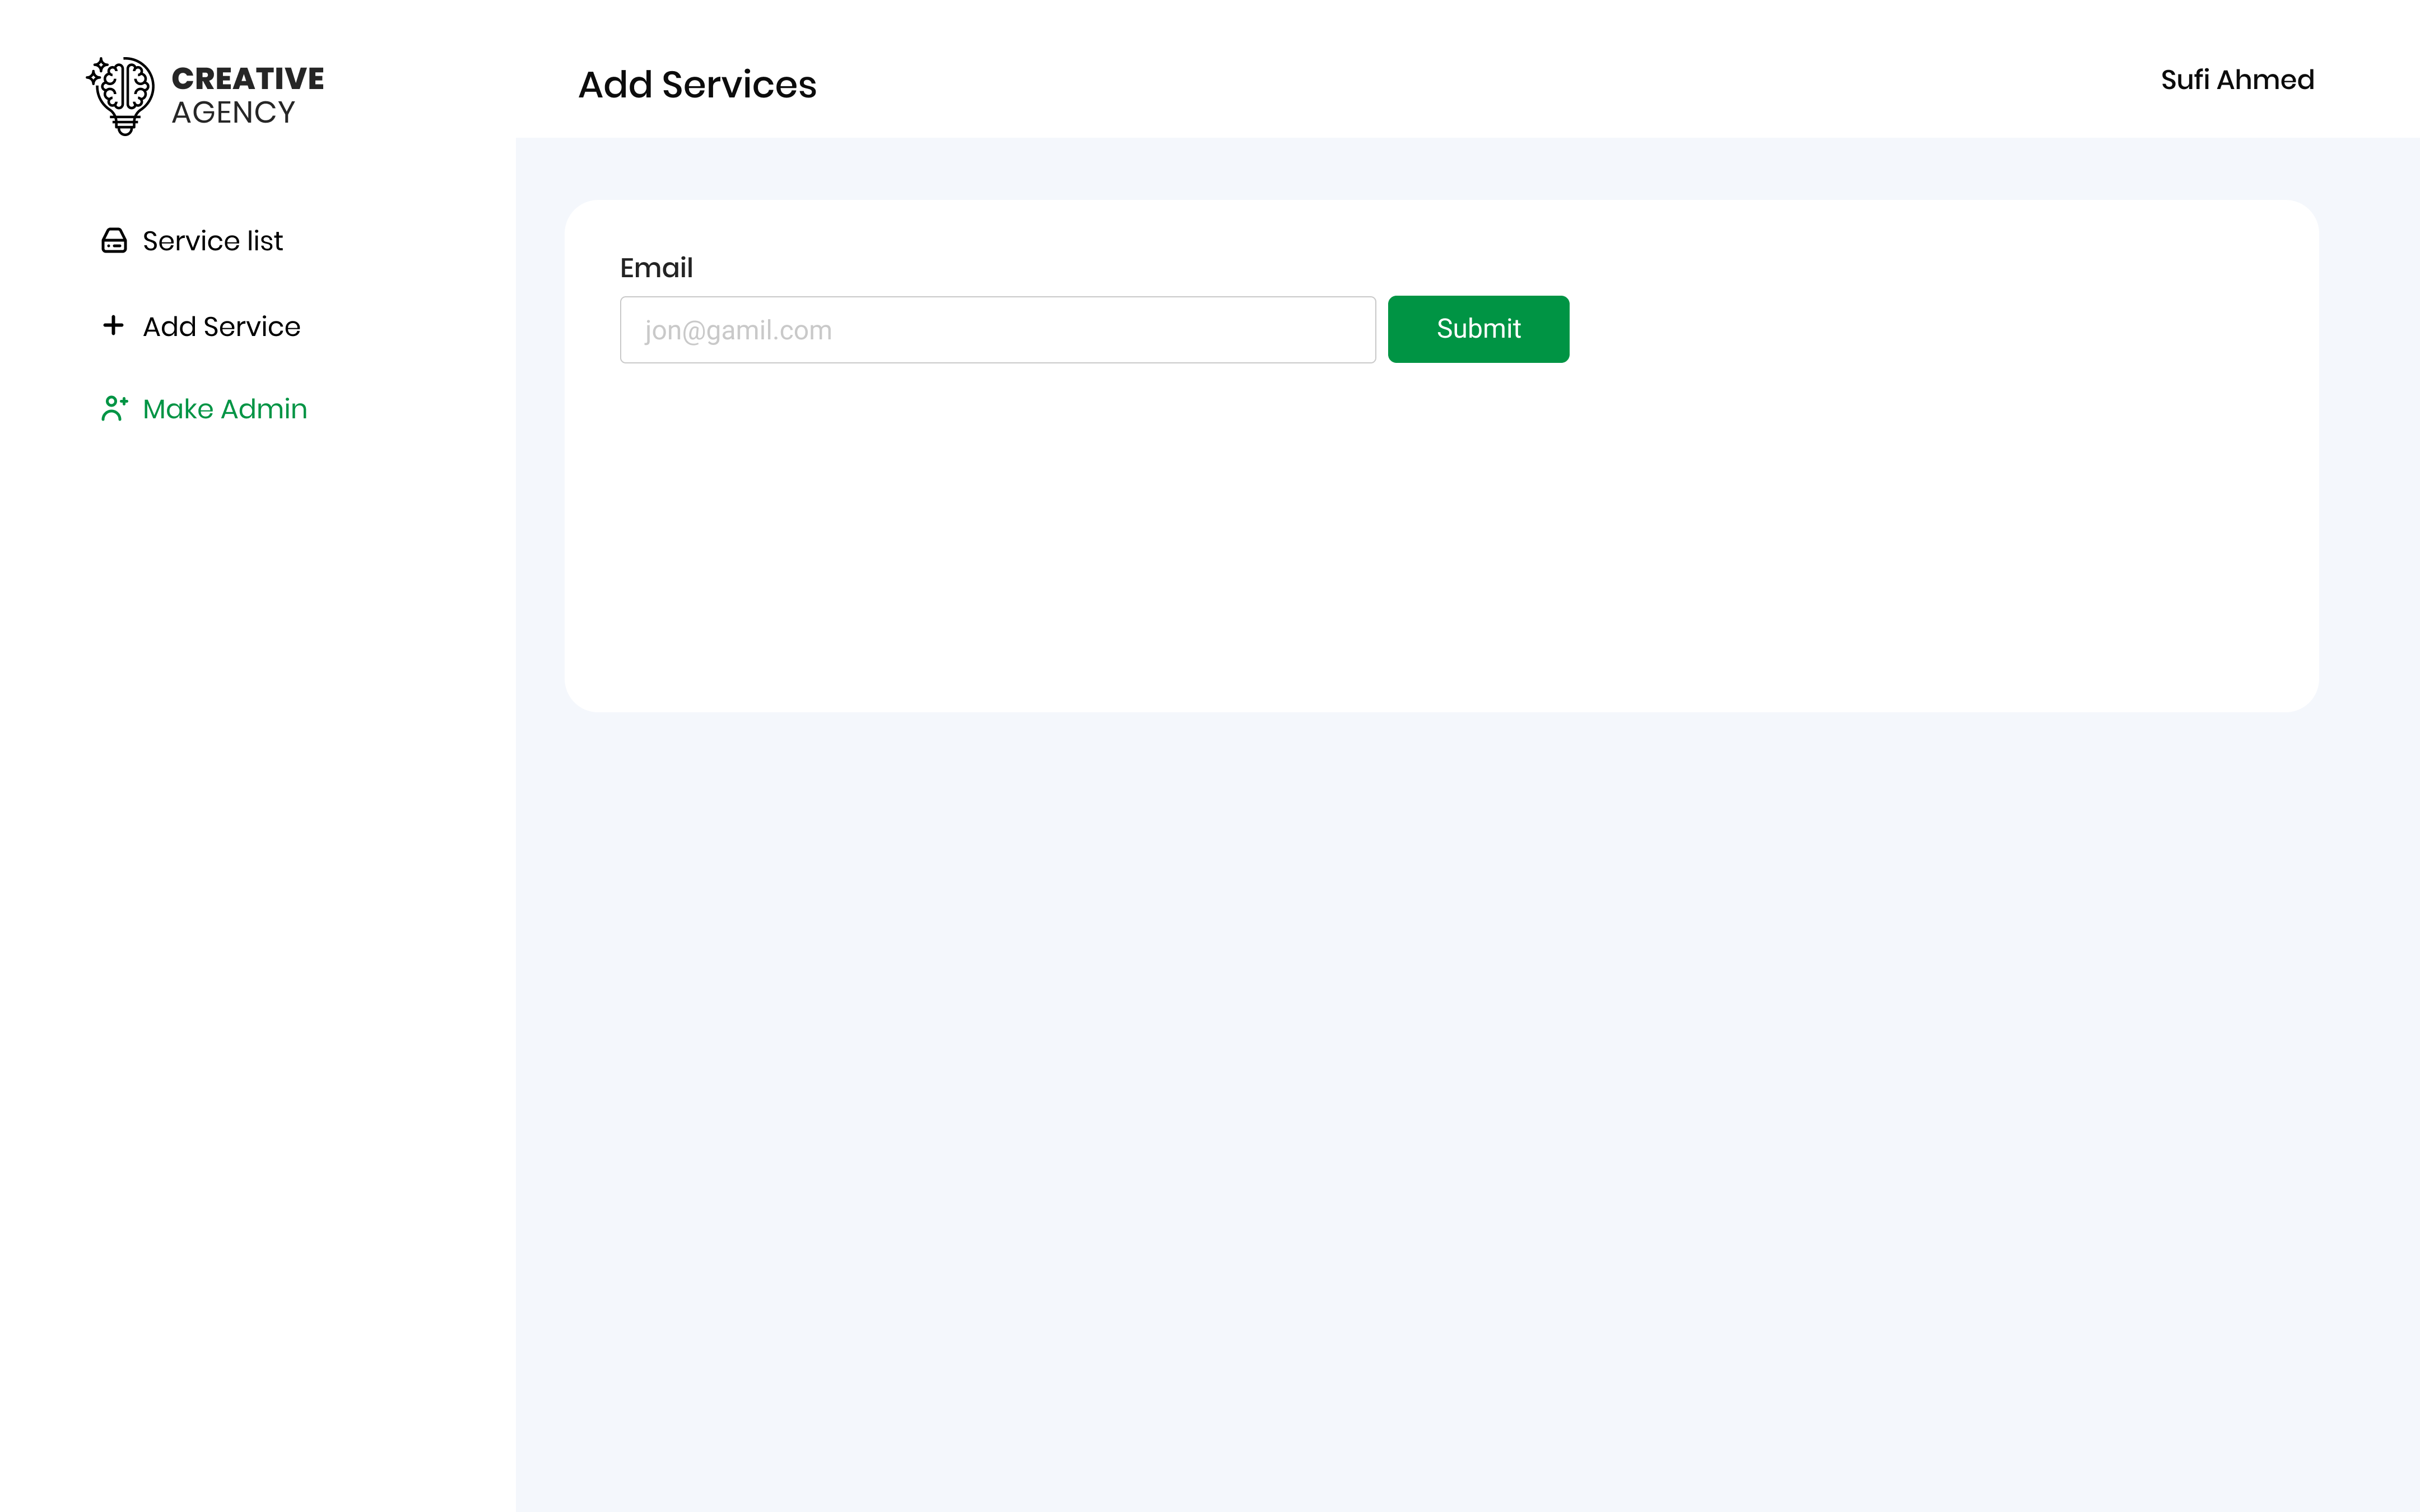 CREATIVE
AGENCY
Add Services
Sufi Ahmed
Service list
Add Service
Make Admin
Email
jon@gamil.com
Submit